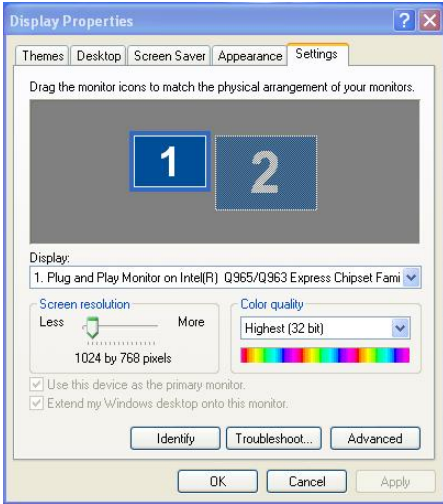 Display Properties
Themes Desktop Screen Saver Appearance Settings
Drag the monitor icons to match the physical arrangement of your monitors.
1 2
Display:
1. Plug and Play Monitor on Intel(R) Q965/Q963 Express Chipset Fami
Screen resolution
Less More
1024 by 768 pixels
Color quality
Highest (32 bit)
Use this device as the primary monitor.
Extend my Windows desktop onto this monitor.
Identify Troubleshoot... Advanced
OK Cancel Apply